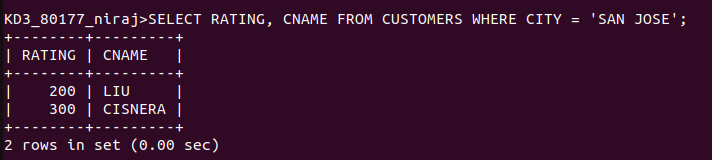 KD3_80177_niraj>SELECT RATING, CNAME FROM CUSTOMERS WHERE CITY = 'SAN JOSE';
+--------+---------+
| RATING | CNAME   |
+--------+---------+
|    200 | LIU     |
|    300 | CISNERA |
+--------+---------+
2 rows in set (0.00 sec)